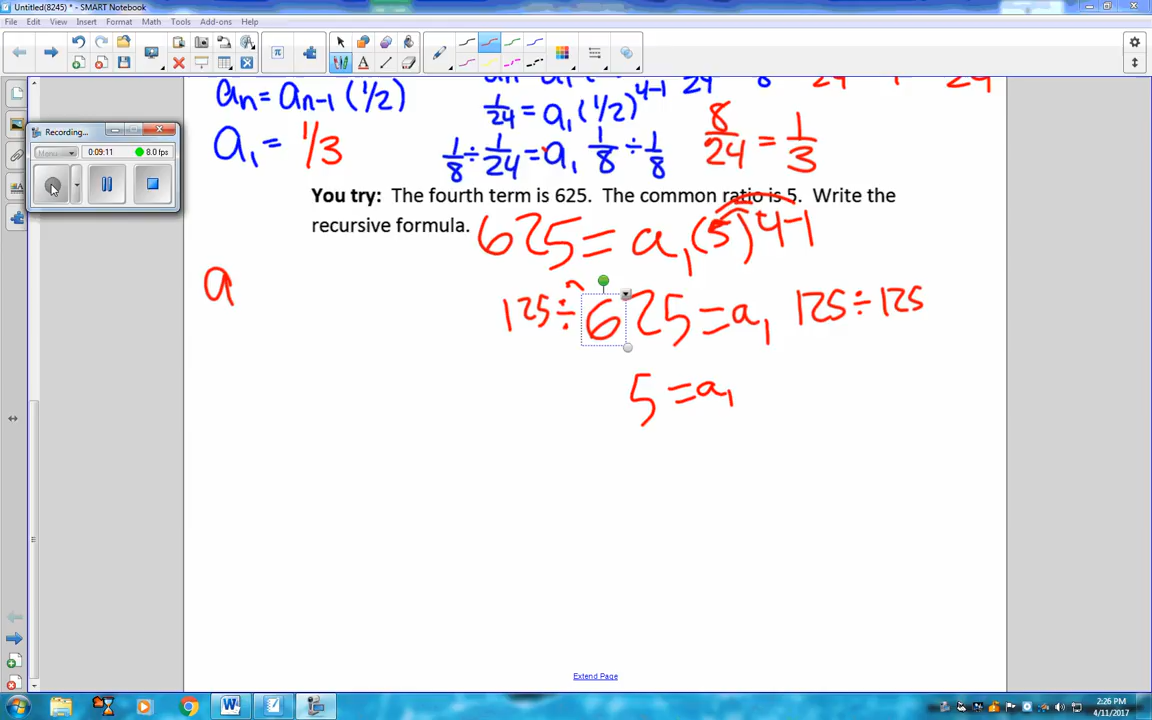 Untitled(8245) * - SMART Notebook
File Edit View Insert Format Math Tools Add-ons Help
Recording...
Menu 0:09:11 8.0 fps
an = an-1 (1/2)
1/24 = a1 (1/2)^4-1
8/24 = 1/3
a1 = 1/3
1/8 ÷ 1/24 = a1 1/8 ÷ 1/8
You try: The fourth term is 625. The common ratio is 5. Write the
recursive formula.
625 = a1 (5)^4-1
a
125 ÷ 625 = a1 125 ÷ 125
5 = a1
Extend Page
2:26 PM
4/11/2017